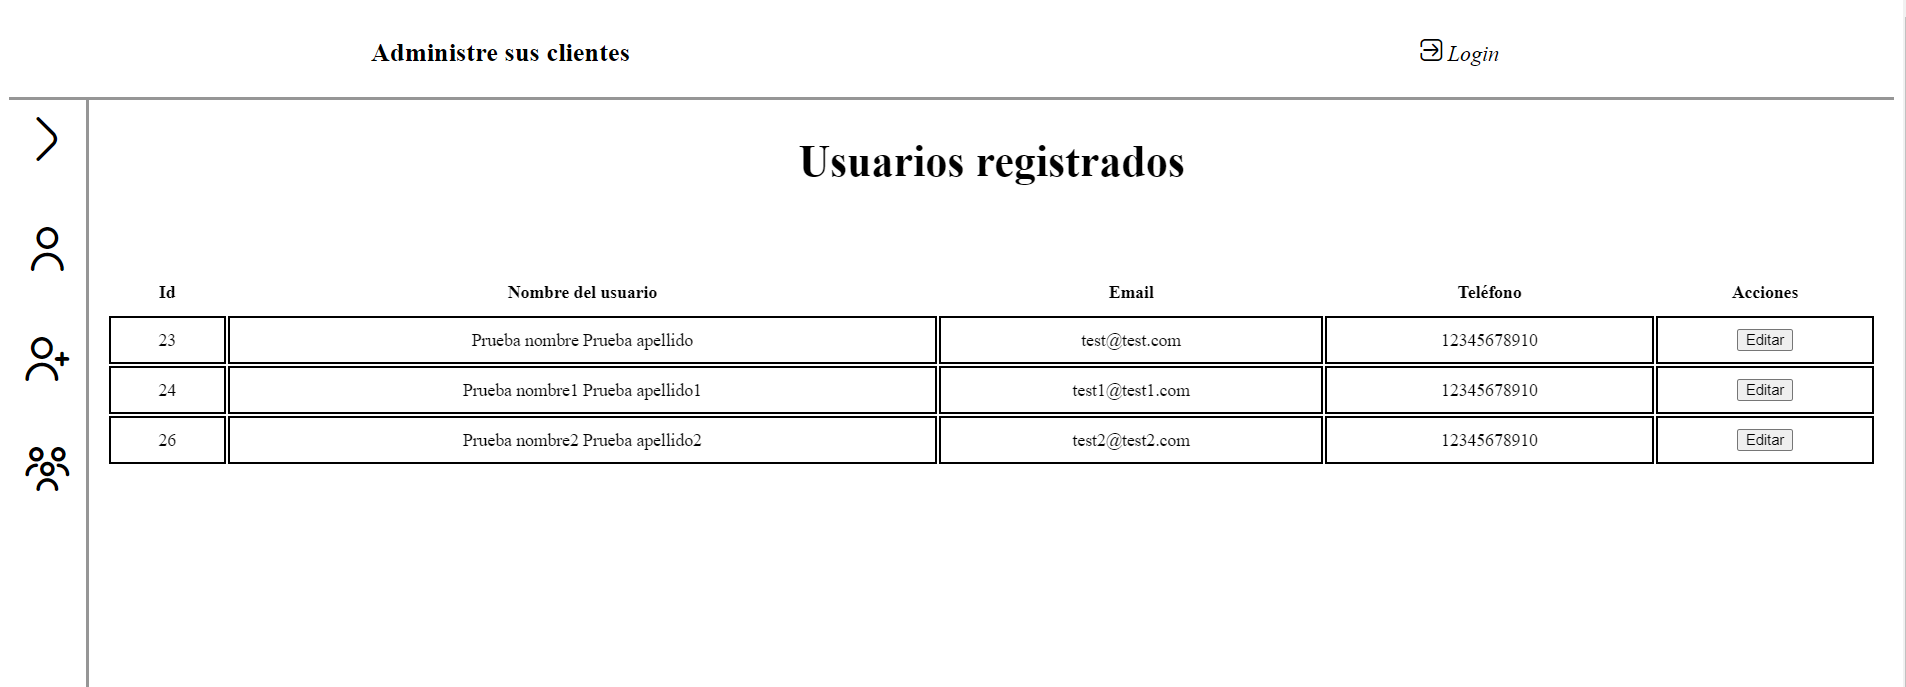 Administre sus clientes
Login
Usuarios registrados
Id Nombre del usuario Email Teléfono Acciones
23 Prueba nombre Prueba apellido test@test.com 12345678910 Editar
24 Prueba nombre1 Prueba apellido1 test1@test1.com 12345678910 Editar
26 Prueba nombre2 Prueba apellido2 test2@test2.com 12345678910 Editar